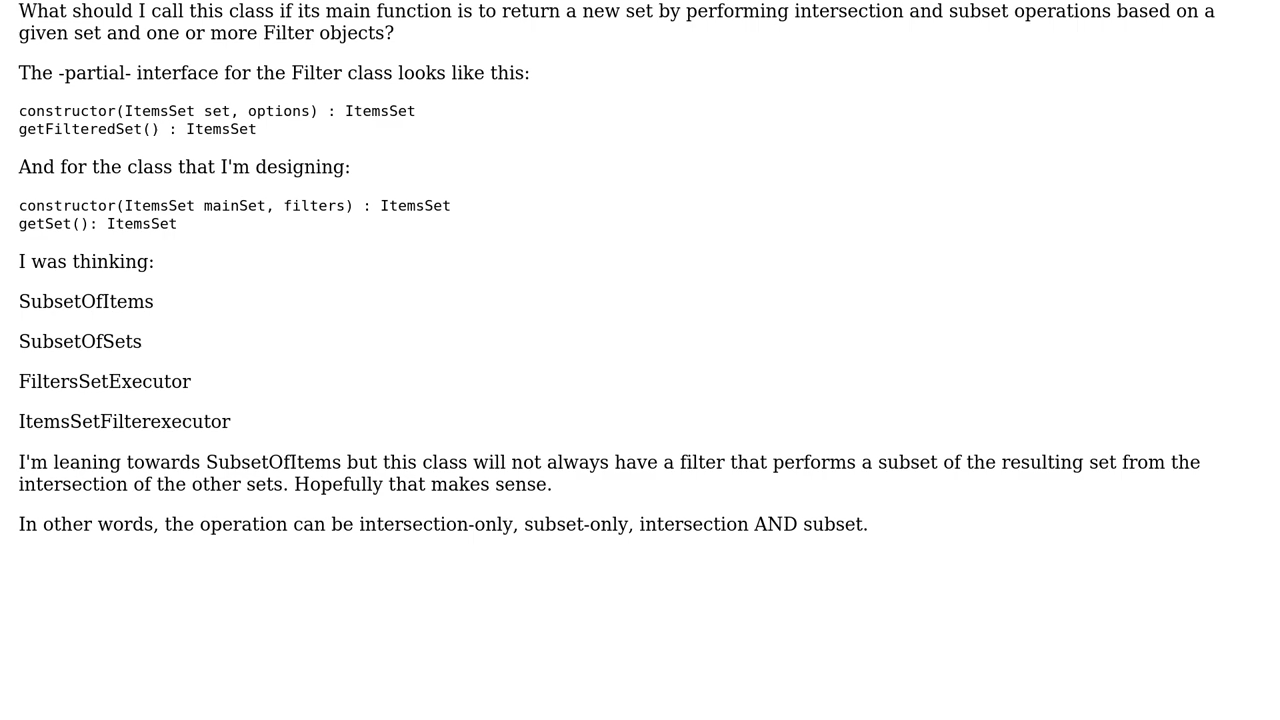 What should I call this class if its main function is to return a new set by performing intersection and subset operations based on a
given set and one or more Filter objects?
The -partial- interface for the Filter class looks like this:
constructor(ItemsSet set, options) : ItemsSet
getFilteredSet() : ItemsSet
And for the class that I'm designing:
constructor(ItemsSet mainSet, filters) : ItemsSet
getSet(): ItemsSet
I was thinking:
SubsetOfItems
SubsetOfSets
FiltersSetExecutor
ItemsSetFilterexecutor
I'm leaning towards SubsetOfItems but this class will not always have a filter that performs a subset of the resulting set from the
intersection of the other sets. Hopefully that makes sense.
In other words, the operation can be intersection-only, subset-only, intersection AND subset.